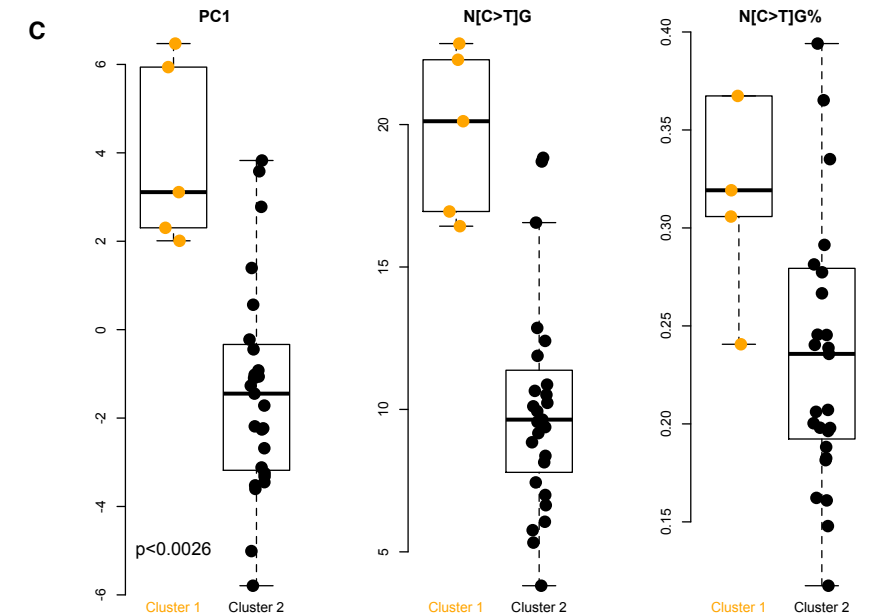 C
PC1
N[C>T]G
N[C>T]G%
6
4
2
0
-2
-4
-6
p<0.0026
Cluster 1
Cluster 2
20
15
10
5
Cluster 1
Cluster 2
0.40
0.35
0.30
0.25
0.20
0.15
Cluster 1
Cluster 2